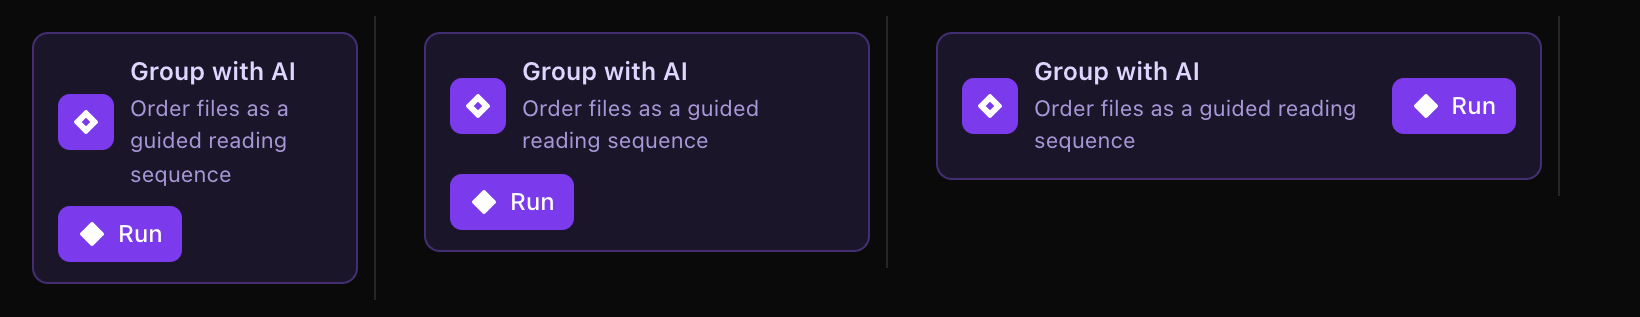 Group with AI
Order files as a
guided reading
sequence
Run
Group with AI
Order files as a guided
reading sequence
Run
Group with AI
Order files as a guided reading
sequence
Run